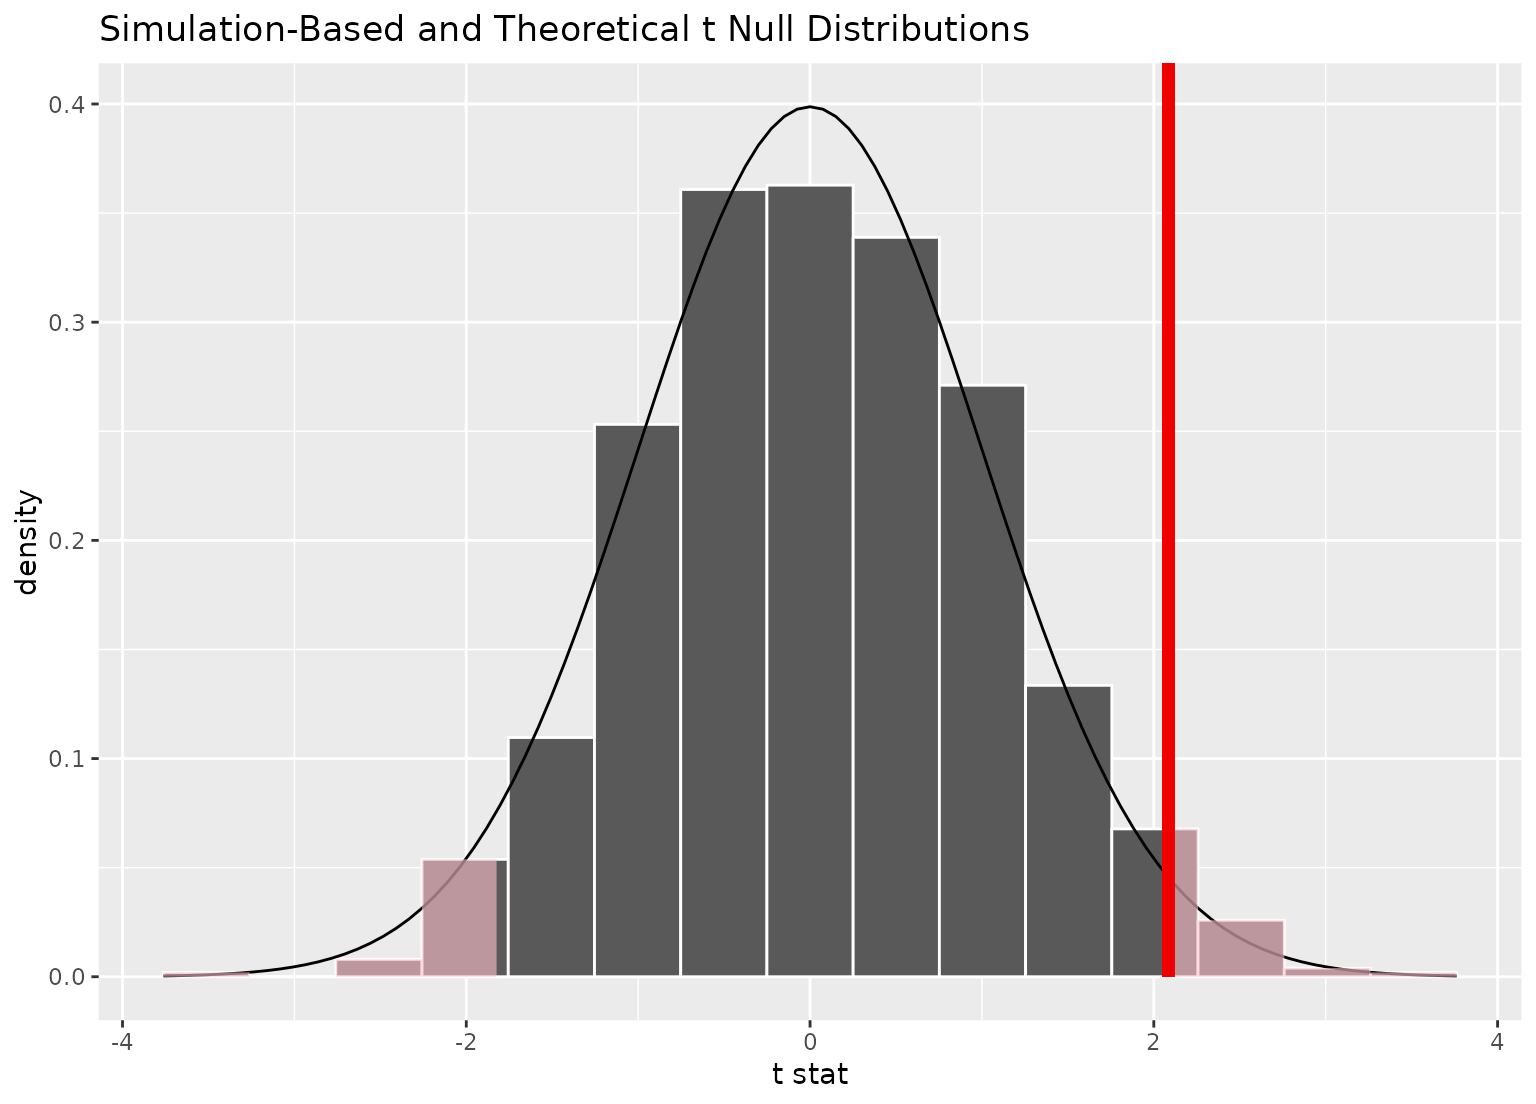 Simulation-Based and Theoretical t Null Distributions
density
0.4
0.3
0.2
0.1
0.0
-4 -2 0 2 4
t stat